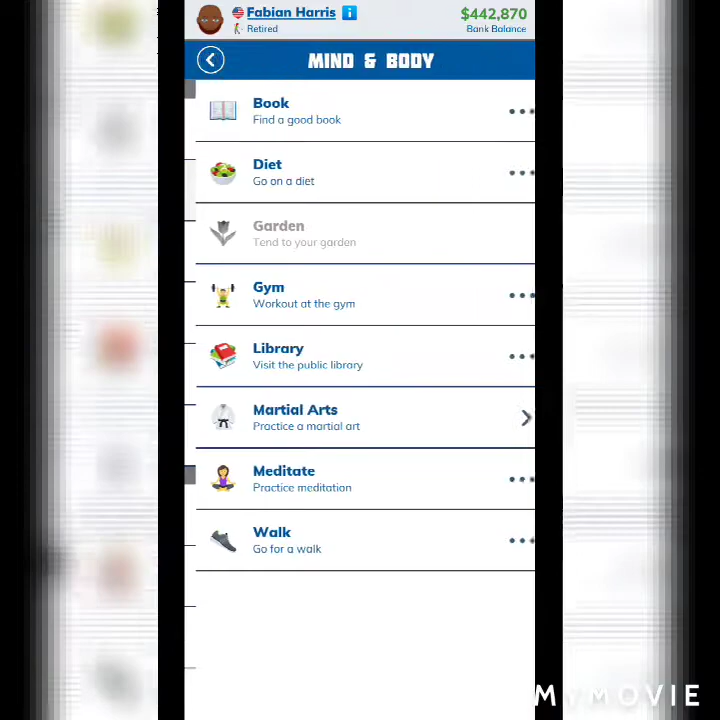 Fabian Harris
$442,870
Retired
Bank Balance
MIND & BODY
Book
Find a good book
Diet
Go on a diet
Garden
Tend to your garden
Gym
Workout at the gym
Library
Visit the public library
Martial Arts
Practice a martial art
Meditate
Practice meditation
Walk
Go for a walk
MYMOVIE